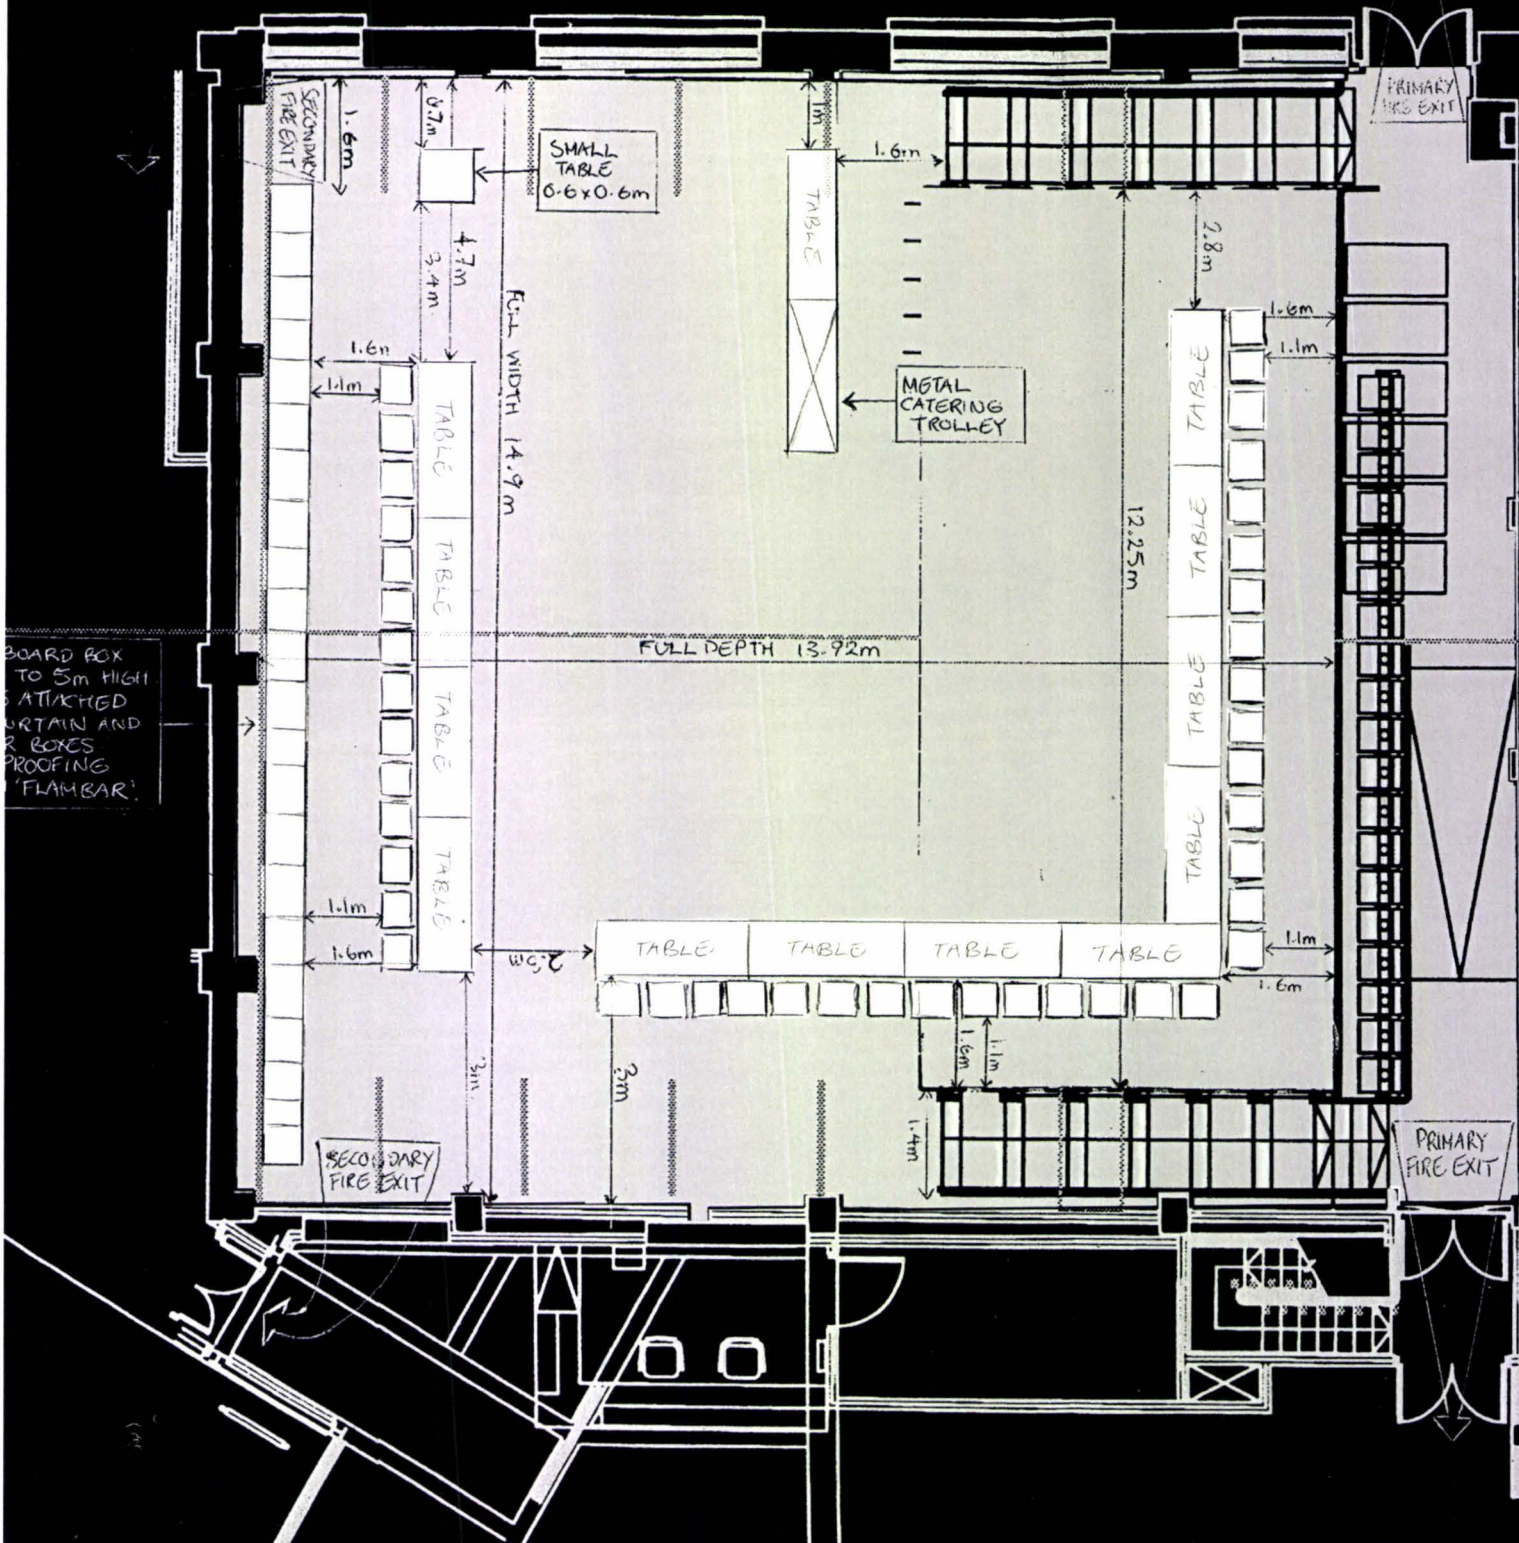 PRIMARY
FIRE EXIT
SECONDARY
FIRE EXIT
1.6m
0.7m
SMALL
TABLE
0.6x0.6m
1m
1.6m
TABLE
4.7m
3.4m
FULL WIDTH 14.9m
2.8m
1.6m
1.1m
1.6m
1.1m
METAL
CATERING
TROLLEY
TABLE
TABLE
TABLE
TABLE
TABLE
TABLE
TABLE
TABLE
12.25m
FULL DEPTH 13.92m
BOARD BOX
TO 5m HIGH
ATTACHED
URTAIN AND
R BOXES
PROOFING
'FLAMBAR'.
1.1m
1.6m
2.5m
TABLE TABLE TABLE TABLE
1.1m
1.6m
1.6m
1.1m
3m
3m
1.4m
SECONDARY
FIRE EXIT
PRIMARY
FIRE EXIT